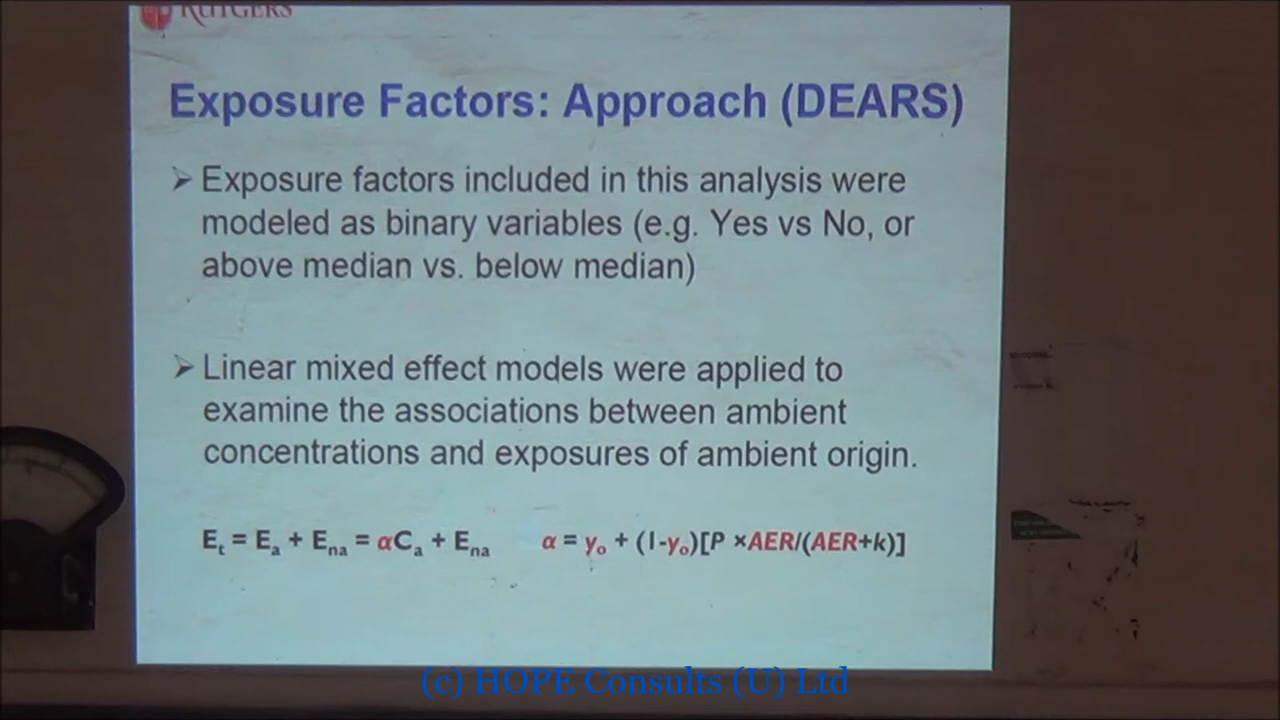 RUTGERS
Exposure Factors: Approach (DEARS)
➢ Exposure factors included in this analysis were
modeled as binary variables (e.g. Yes vs No, or
above median vs. below median)
➢ Linear mixed effect models were applied to
examine the associations between ambient
concentrations and exposures of ambient origin.
Et = Ea + Ena = αCa + Ena α = yo + (1-yo)[P ×AER/(AER+k)]
(c) HOPE Consults (U) Ltd